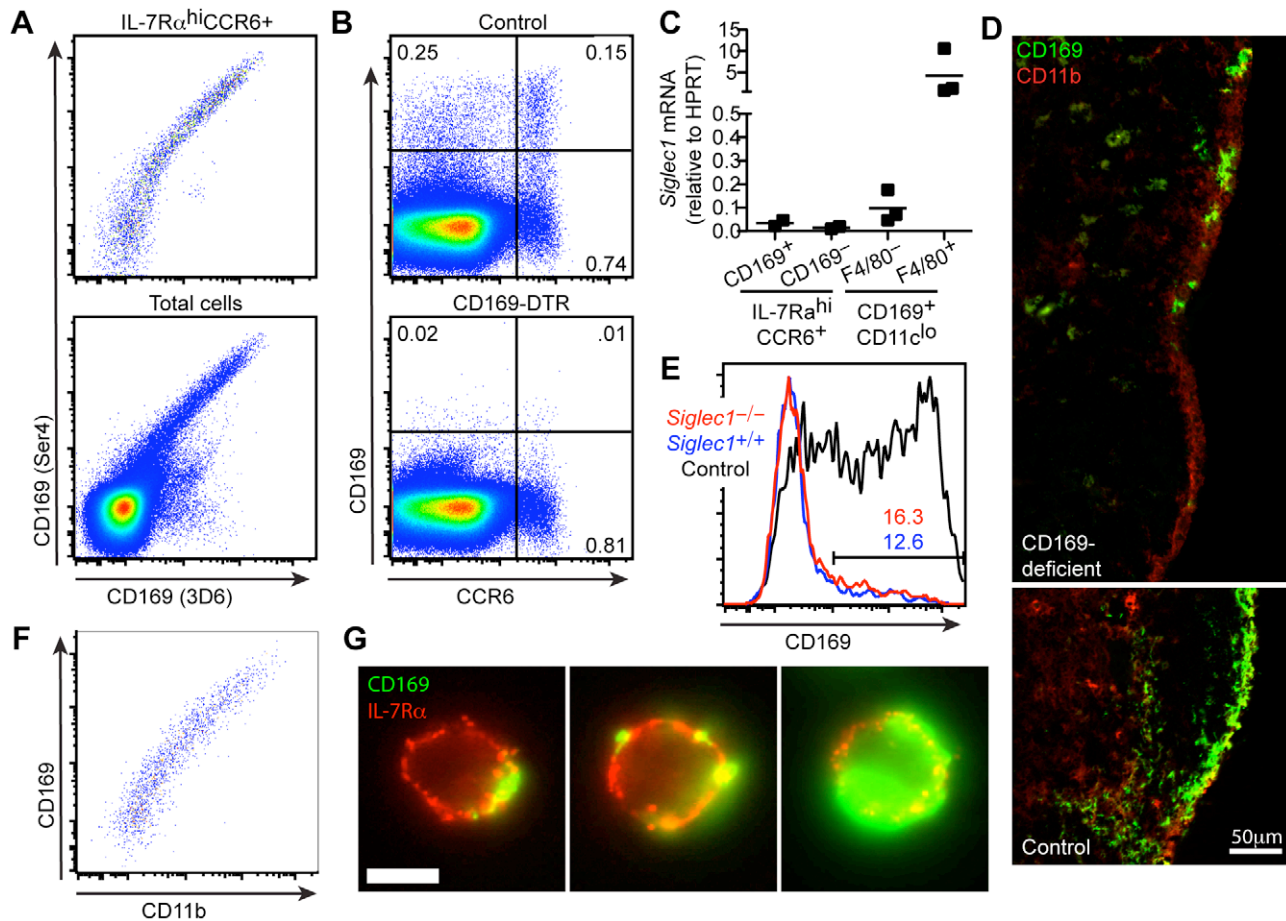 A
IL-7Rα^hiCCR6+
CD169 (Ser4)
Total cells
CD169 (3D6)
B
Control
0.25
0.15
0.74
CD169-DTR
0.02
.01
0.81
CD169
CCR6
C
Siglec1 mRNA
(relative to HPRT)
15
10
5
0.5
0.4
0.3
0.2
0.1
0.0
CD169+
CD169–
F4/80–
F4/80+
IL-7Ra^hi
CCR6+
CD169+
CD11c^lo
D
CD169
CD11b
CD169-
deficient
Control
50μm
E
Siglec1–/–
Siglec1+/+
Control
16.3
12.6
CD169
F
CD169
CD11b
G
CD169
IL-7Rα